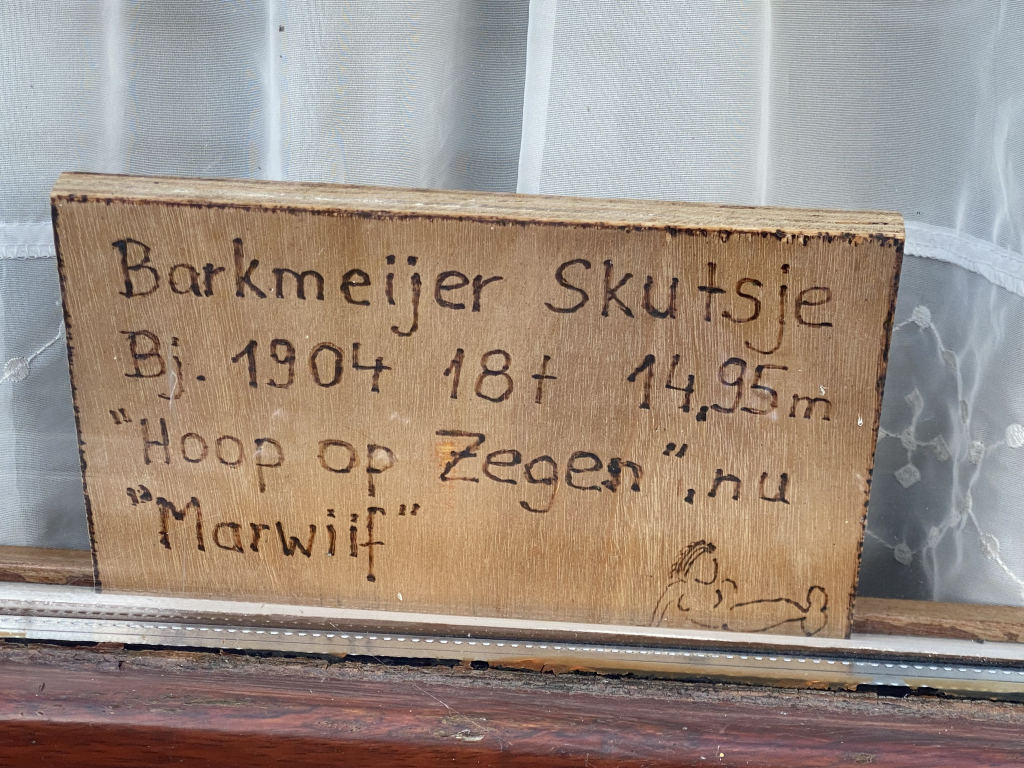 Barkmeijer Skutsje
Bj. 1904 18t 14,95m
"Hoop op Zegen", nu
"Marwiif"